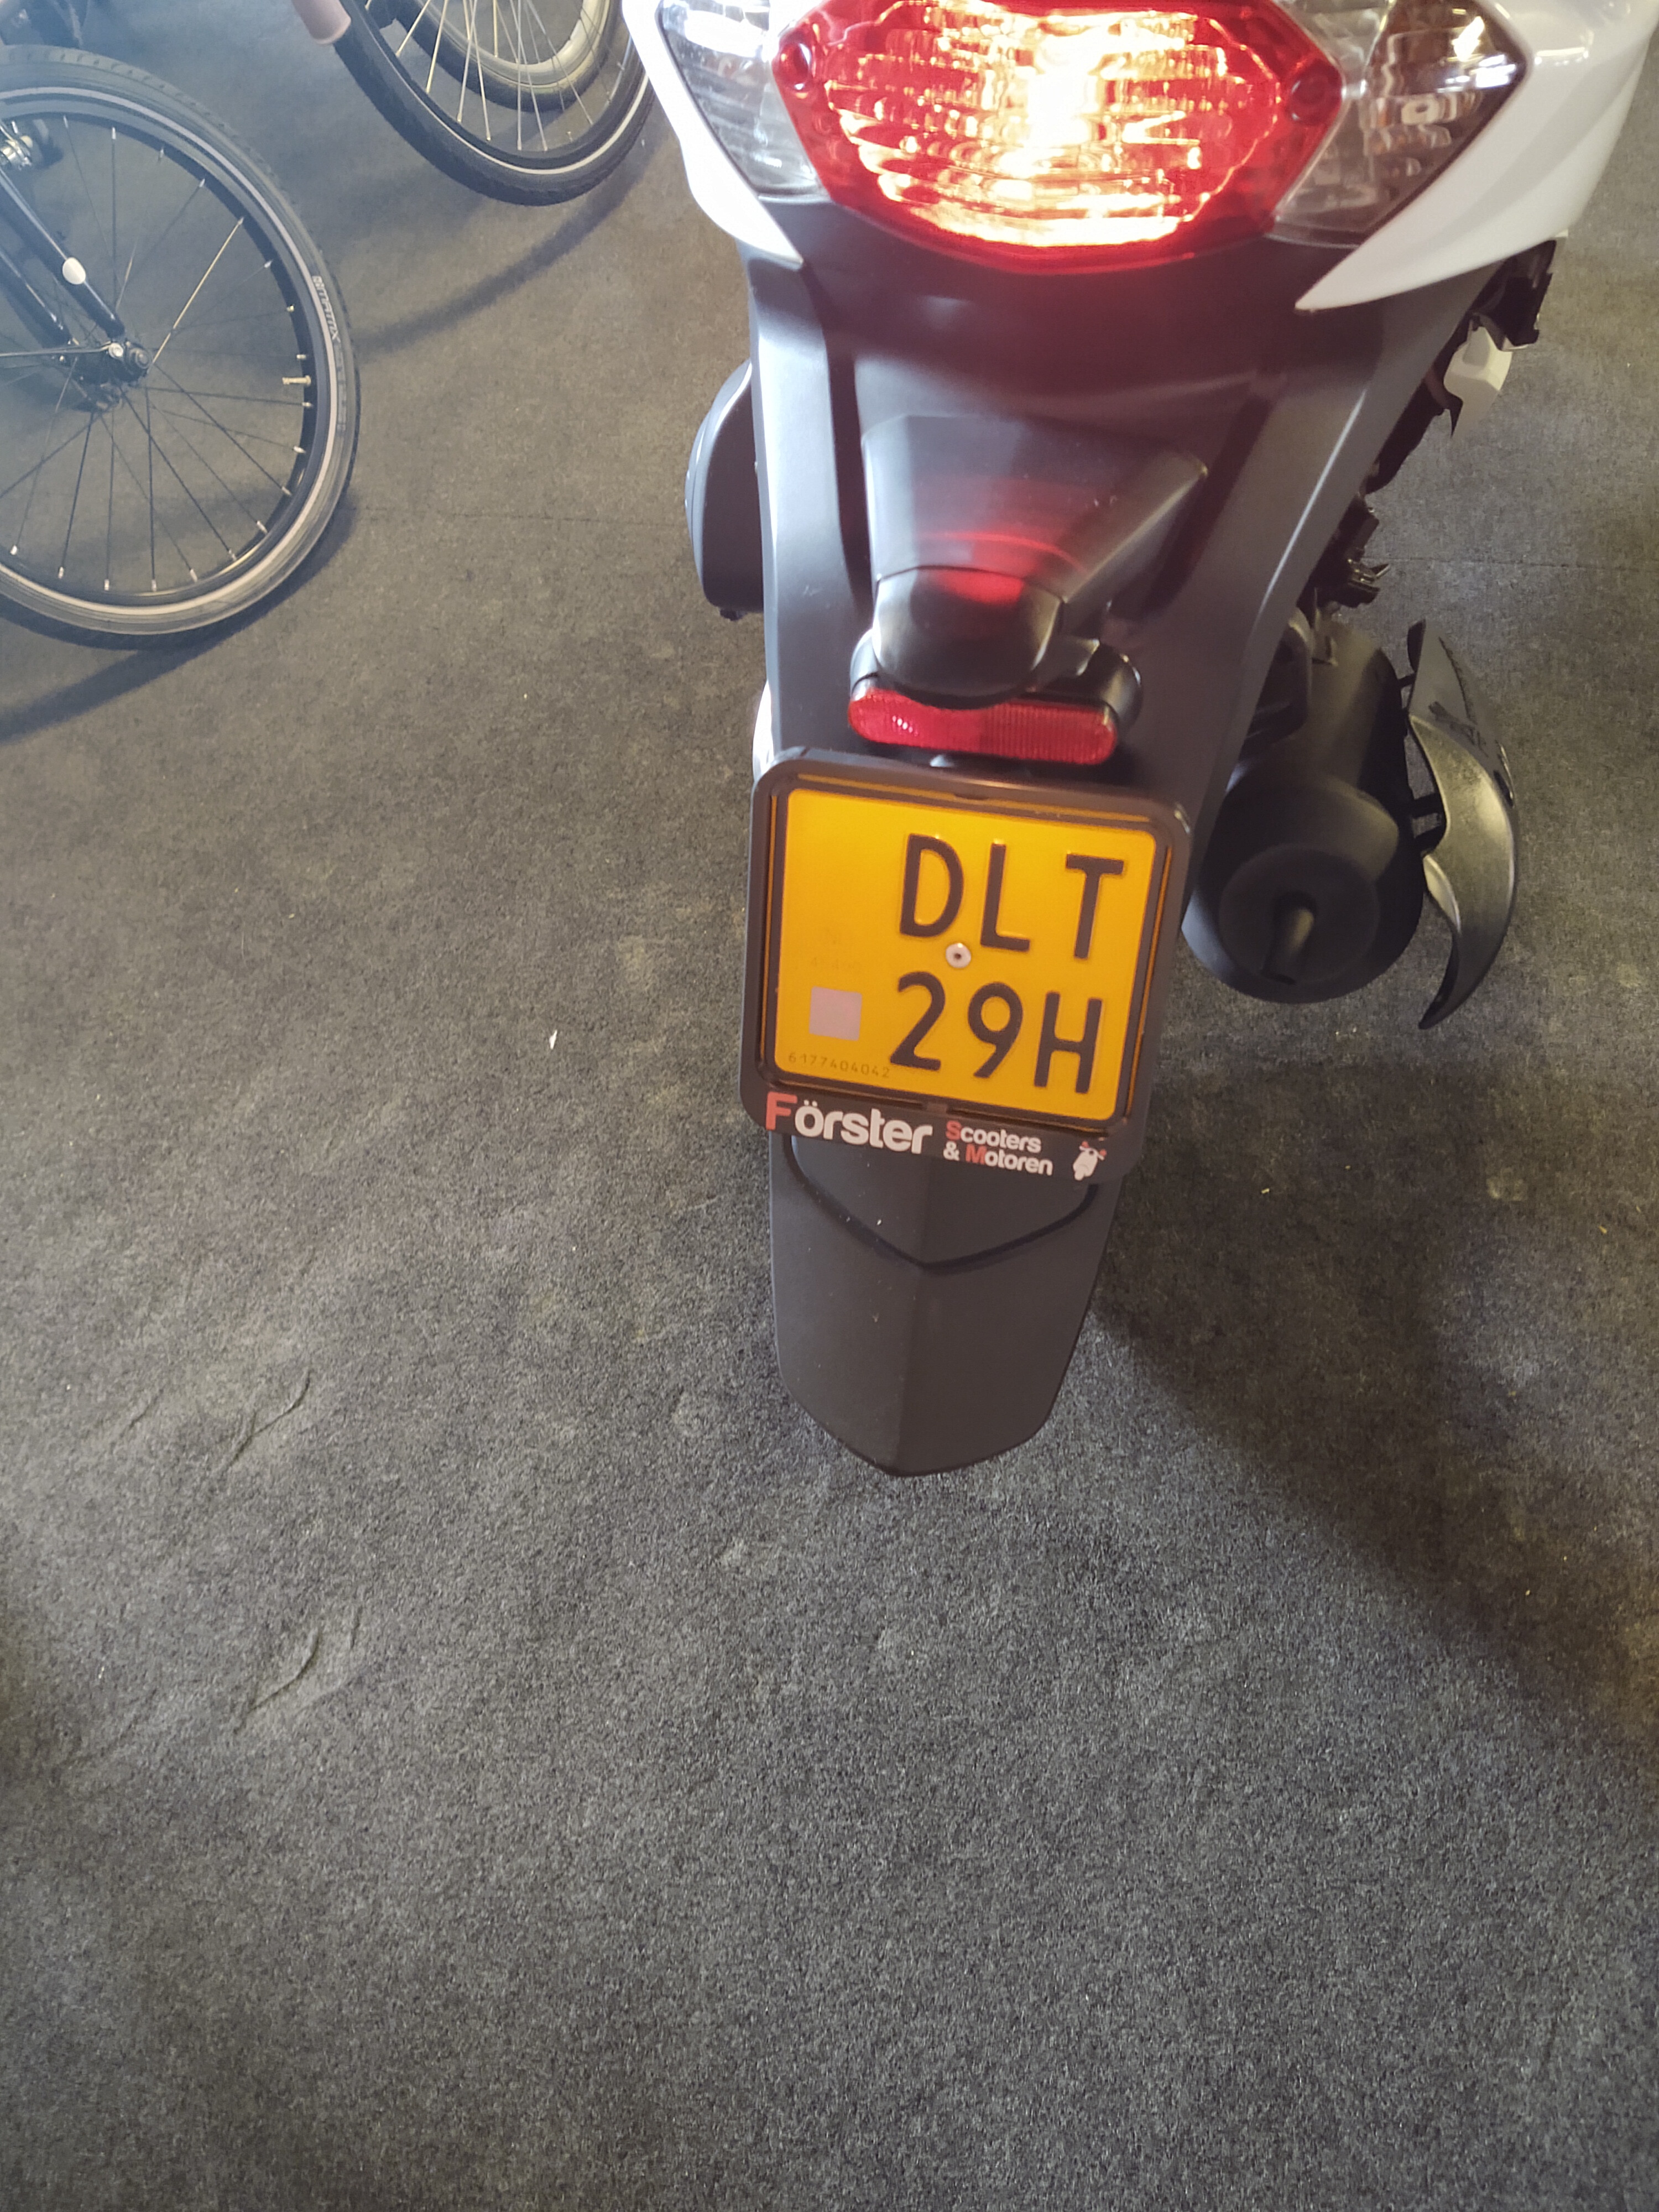 DLT
29H
6177404042
Förster Scooters
& Motoren